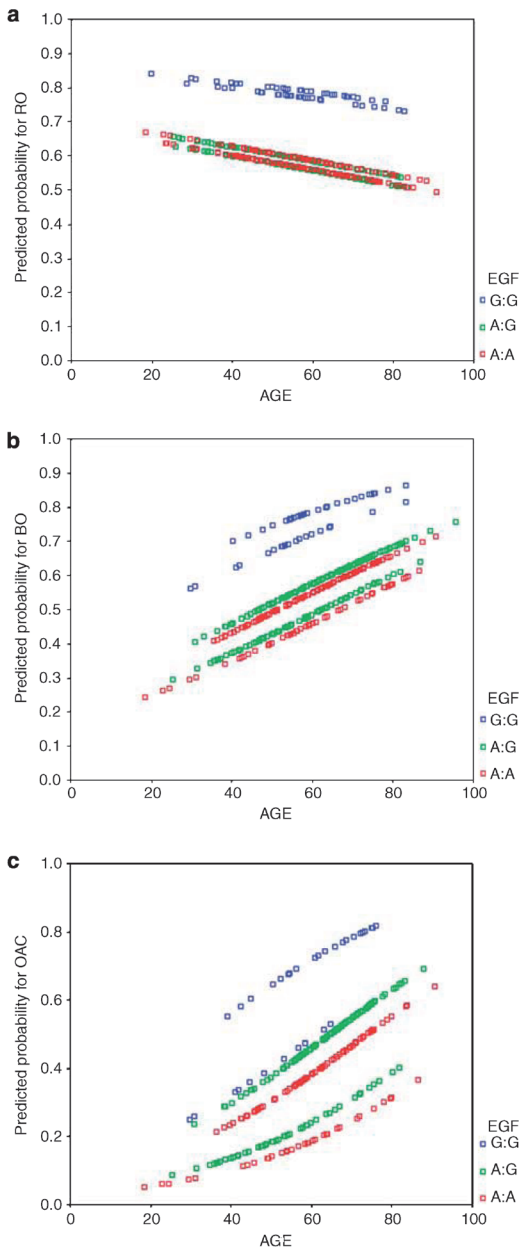 a
Predicted probability for RO
1.0
0.9
0.8
0.7
0.6
0.5
0.4
0.3
0.2
0.1
0.0
0
20
40
60
80
100
AGE
EGF
G:G
A:G
A:A
b
Predicted probability for BO
1.0
0.9
0.8
0.7
0.6
0.5
0.4
0.3
0.2
0.1
0.0
0
20
40
60
80
100
AGE
EGF
G:G
A:G
A:A
c
Predicted probability for OAC
1.0
0.8
0.6
0.4
0.2
0.0
0
20
40
60
80
100
AGE
EGF
G:G
A:G
A:A